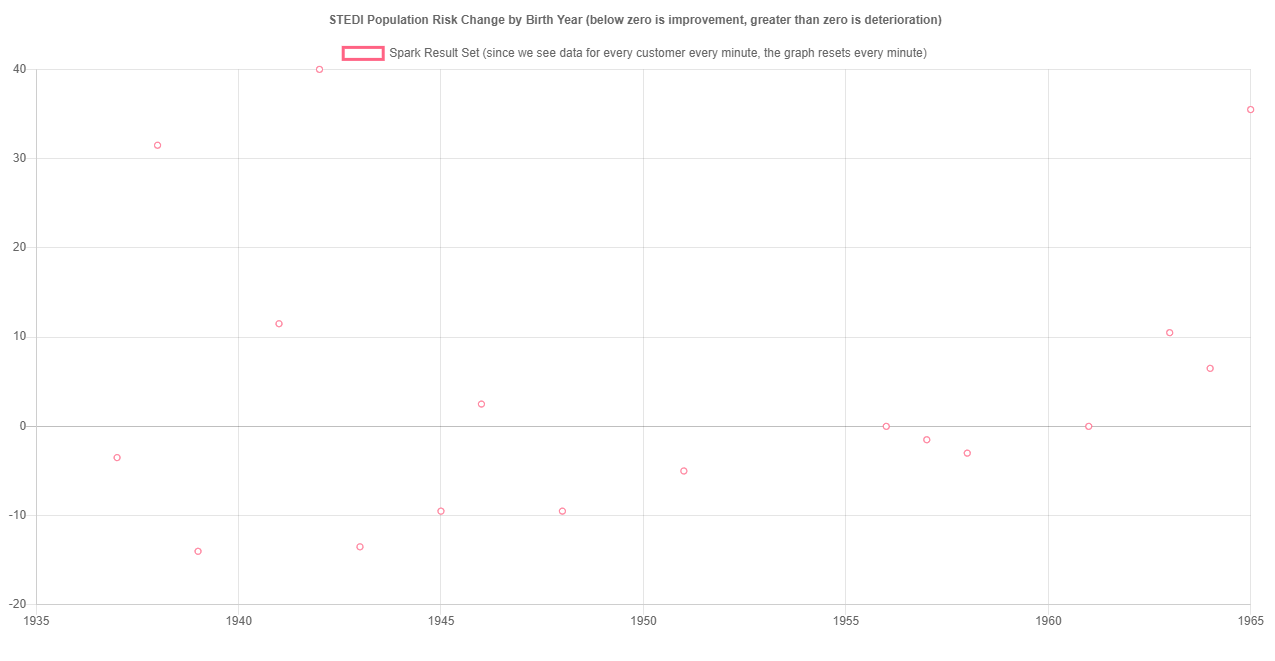 STEDI Population Risk Change by Birth Year (below zero is improvement, greater than zero is deterioration)
Spark Result Set (since we see data for every customer every minute, the graph resets every minute)
40
30
20
10
0
-10
-20
1935 1940 1945 1950 1955 1960 1965